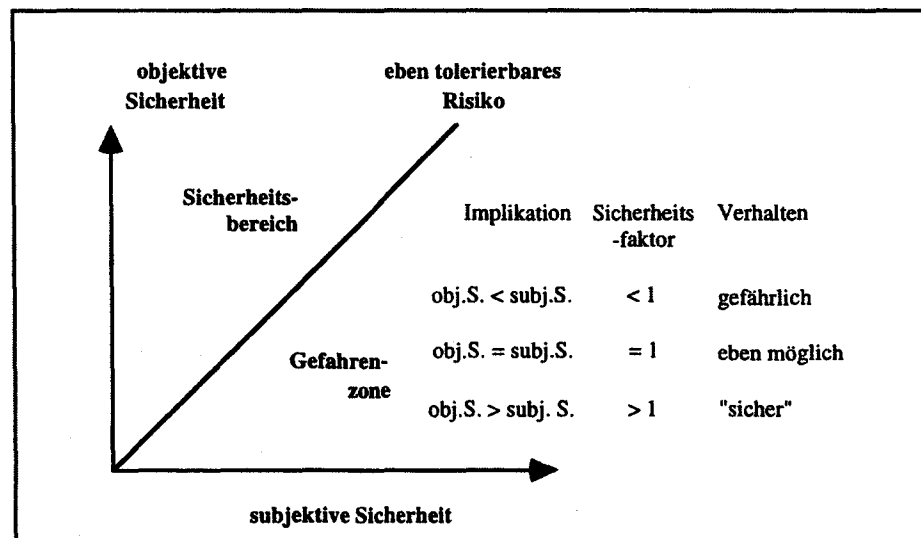 objektive
Sicherheit
eben tolerierbares
Risiko
Sicherheits-
bereich
Gefahren-
zone
subjektive Sicherheit
Implikation Sicherheits Verhalten
-faktor
obj.S. < subj.S. < 1 gefährlich
obj.S. = subj.S. = 1 eben möglich
obj.S. > subj. S. > 1 "sicher"